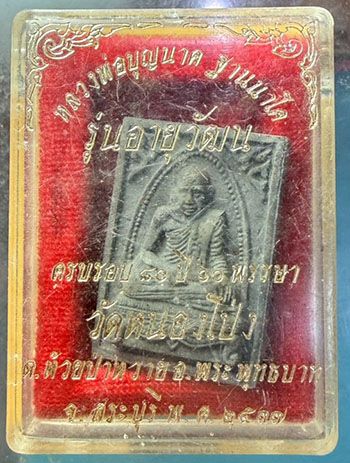 หลวงพ่อบุญนาค ฐานแปโค
รุ่นอายุวัฒน
ครบรอบ ๘๐ ปี ๖๐ พรรษา
วัดหนองโป่ง
ต.ห้วยป่าหวาย อ.พระพุทธบาท
จ.สระบุรี พ.ศ. ๒๕๓๗